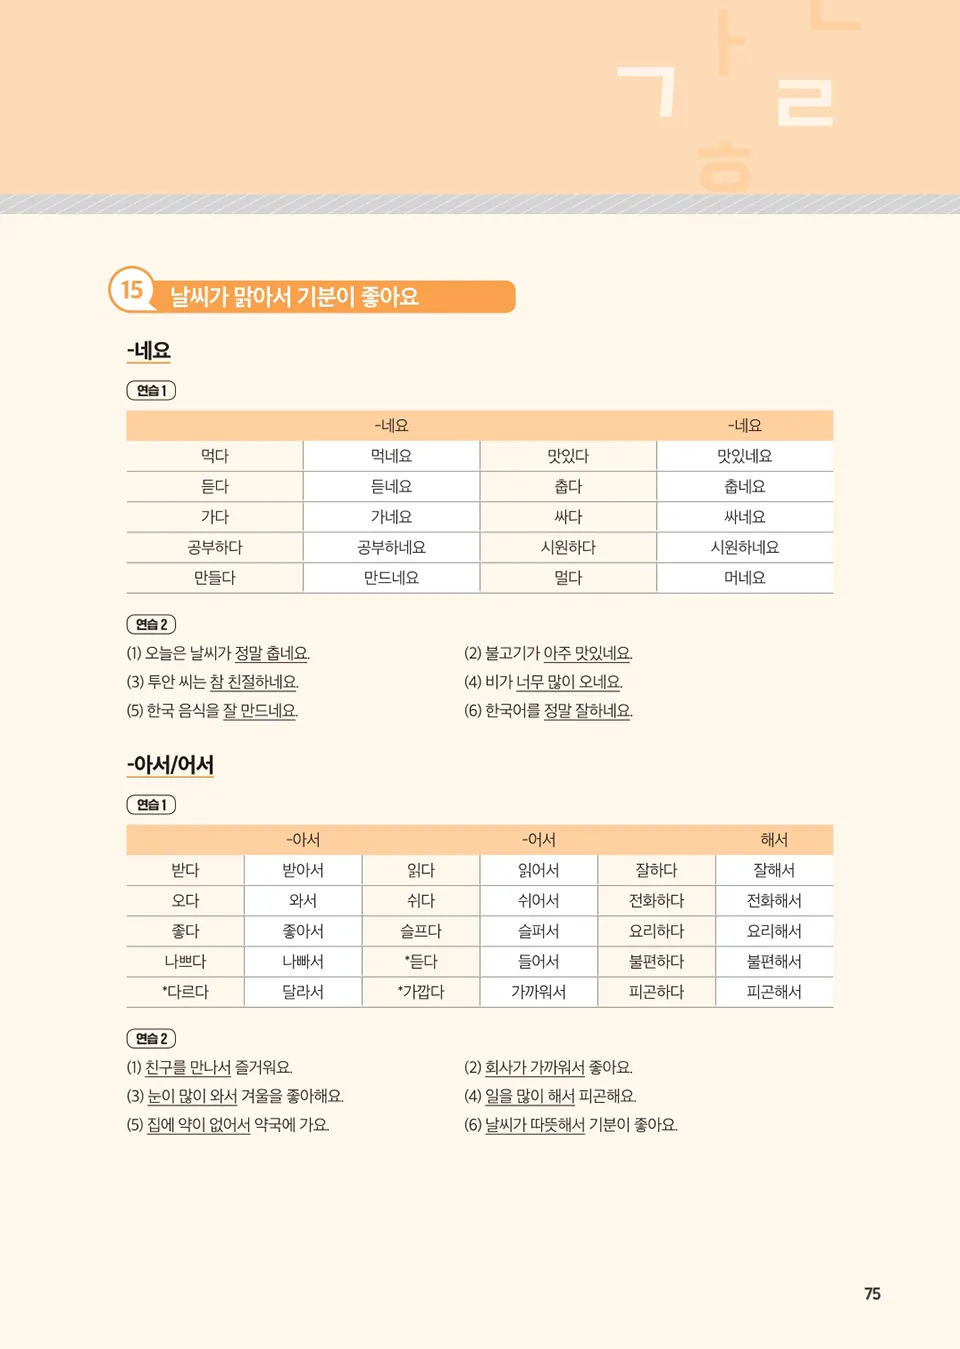 ㄱ ㅏ ㄴ ㄹ ㅎ
15 날씨가 맑아서 기분이 좋아요
-네요
연습 1
-네요 -네요
먹다 먹네요 맛있다 맛있네요
듣다 듣네요 춥다 춥네요
가다 가네요 싸다 싸네요
공부하다 공부하네요 시원하다 시원하네요
만들다 만드네요 멀다 머네요
연습 2
(1) 오늘은 날씨가 정말 춥네요. (2) 불고기가 아주 맛있네요.
(3) 투안 씨는 참 친절하네요. (4) 비가 너무 많이 오네요.
(5) 한국 음식을 잘 만드네요. (6) 한국어를 정말 잘하네요.
-아서/어서
연습 1
-아서 -어서 해서
받다 받아서 읽다 읽어서 잘하다 잘해서
오다 와서 쉬다 쉬어서 전화하다 전화해서
좋다 좋아서 슬프다 슬퍼서 요리하다 요리해서
나쁘다 나빠서 *듣다 들어서 불편하다 불편해서
*다르다 달라서 *가깝다 가까워서 피곤하다 피곤해서
연습 2
(1) 친구를 만나서 즐거워요. (2) 회사가 가까워서 좋아요.
(3) 눈이 많이 와서 겨울을 좋아해요. (4) 일을 많이 해서 피곤해요.
(5) 집에 약이 없어서 약국에 가요. (6) 날씨가 따뜻해서 기분이 좋아요.
75